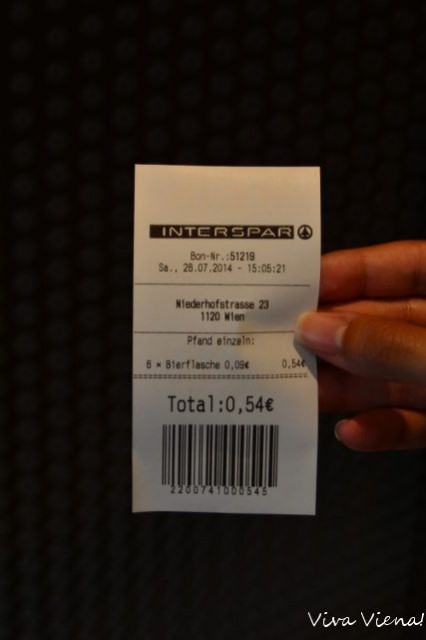 INTERSPAR
Bon-Nr.:51219
Sa., 26.07.2014 - 15:05:21
Niederhofstrasse 23
1120 Wien
Pfand einzeln:
6 × Bierflasche 0,09€ 0,54€
Total:0,54€
2200741000545
Viva Viena!